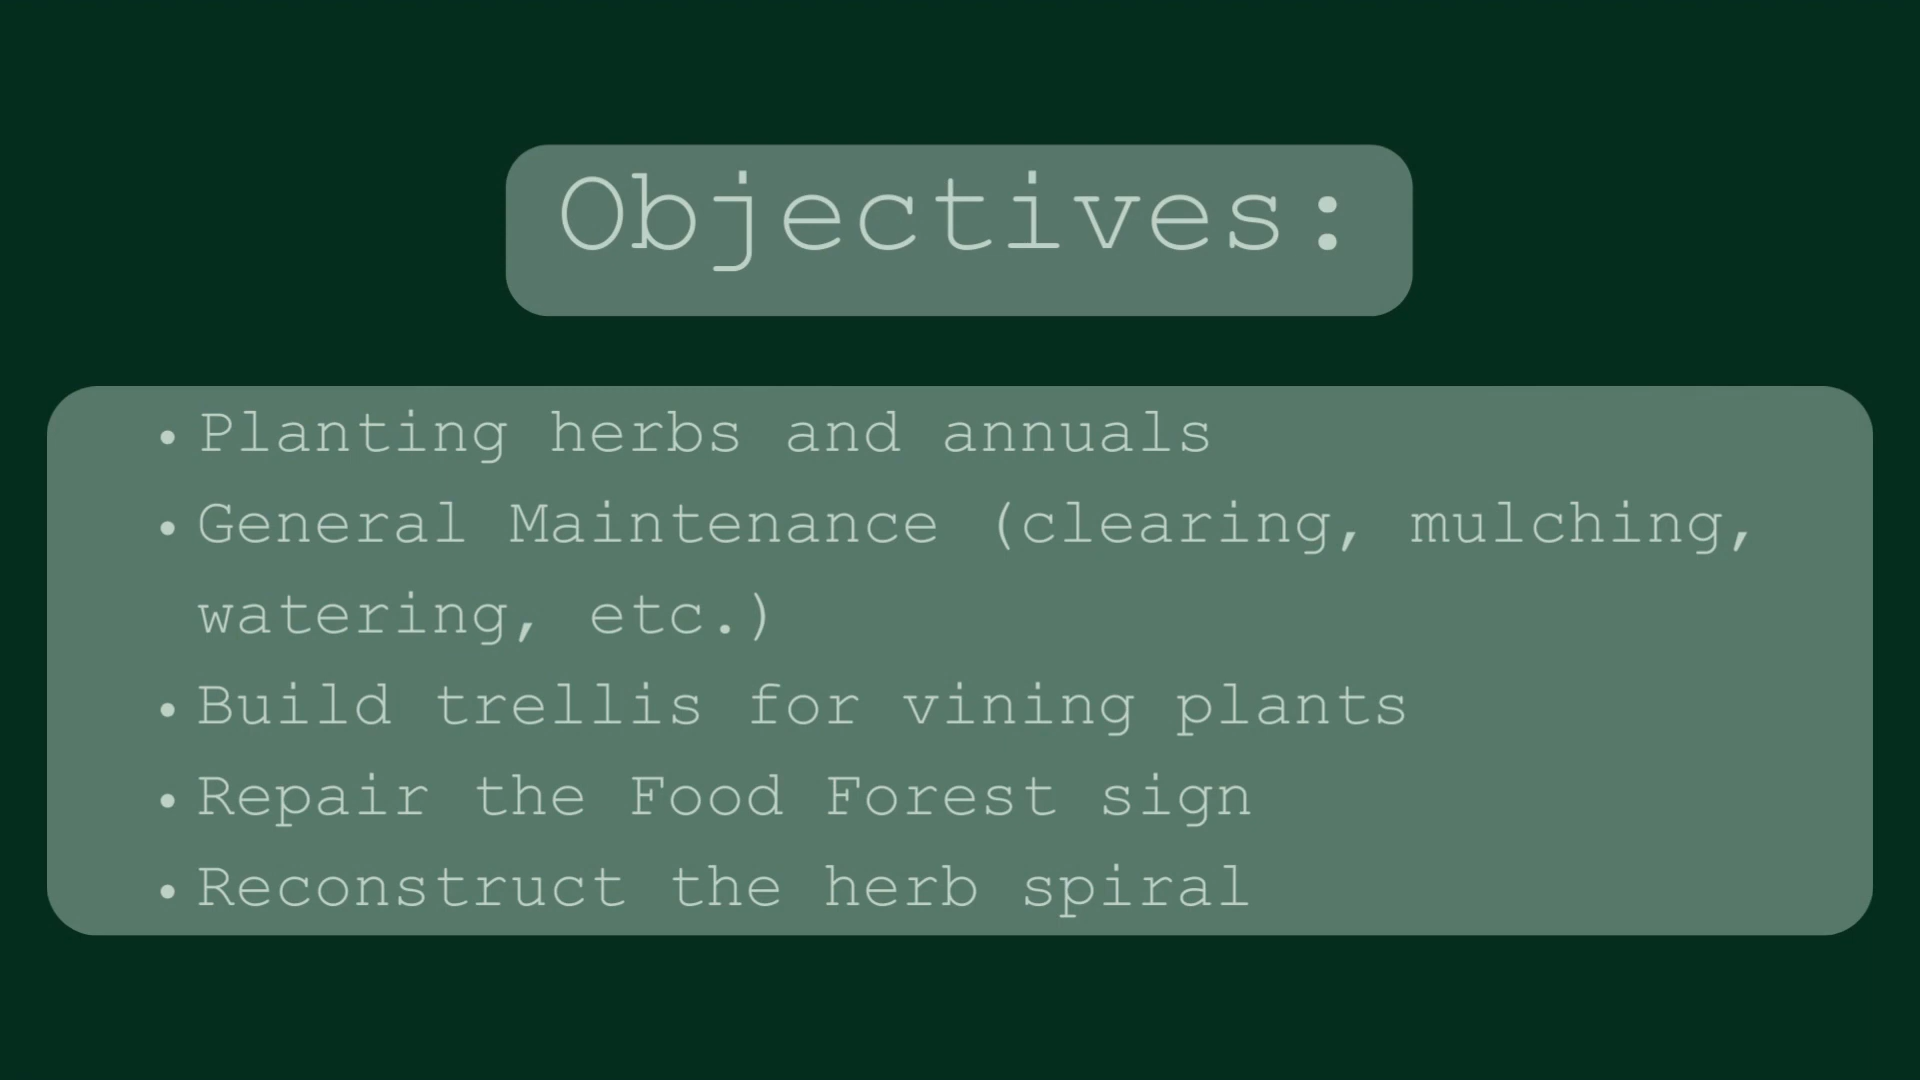 Objectives:
• Planting herbs and annuals
• General Maintenance (clearing, mulching,
watering, etc.)
• Build trellis for vining plants
• Repair the Food Forest sign
• Reconstruct the herb spiral